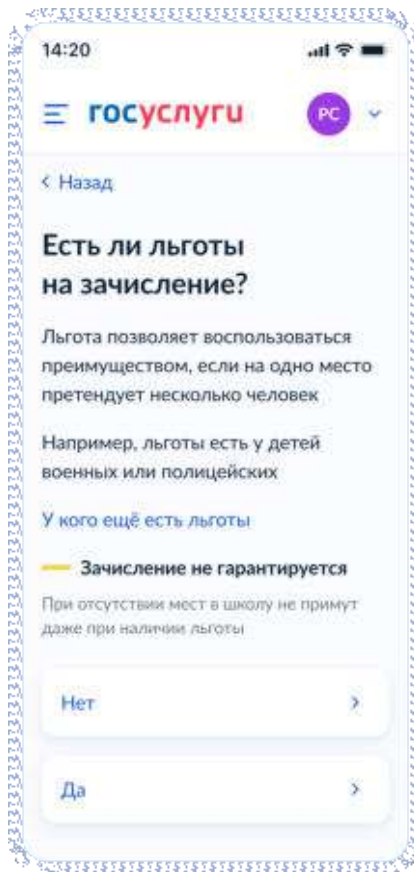 14:20
госуслуги
РС
Назад
Есть ли льготы
на зачисление?
Льгота позволяет воспользоваться
преимуществом, если на одно место
претендует несколько человек
Например, льготы есть у детей
военных или полицейских
У кого ещё есть льготы
Зачисление не гарантируется
При отсутствии мест в школу не примут
даже при наличии льготы
Нет
Да